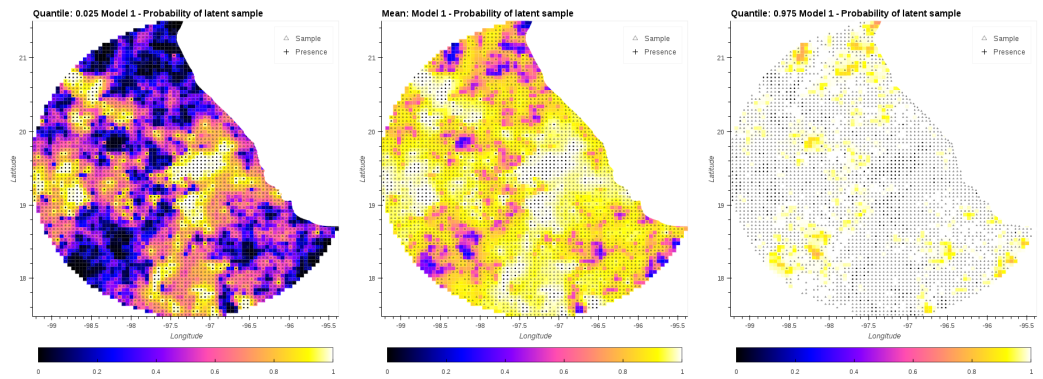 Quantile: 0.025 Model 1 - Probability of latent sample
Sample
Presence
21
20
19
18
Latitude
-99 -98.5 -98 -97.5 -97 -96.5 -96 -95.5
Longitude
0 0.2 0.4 0.6 0.8 1
Mean: Model 1 - Probability of latent sample
Sample
Presence
21
20
19
18
Latitude
-99 -98.5 -98 -97.5 -97 -96.5 -96 -95.5
Longitude
0 0.2 0.4 0.6 0.8 1
Quantile: 0.975 Model 1 - Probability of latent sample
Sample
Presence
21
20
19
18
Latitude
-99 -98.5 -98 -97.5 -97 -96.5 -96 -95.5
Longitude
0 0.2 0.4 0.6 0.8 1